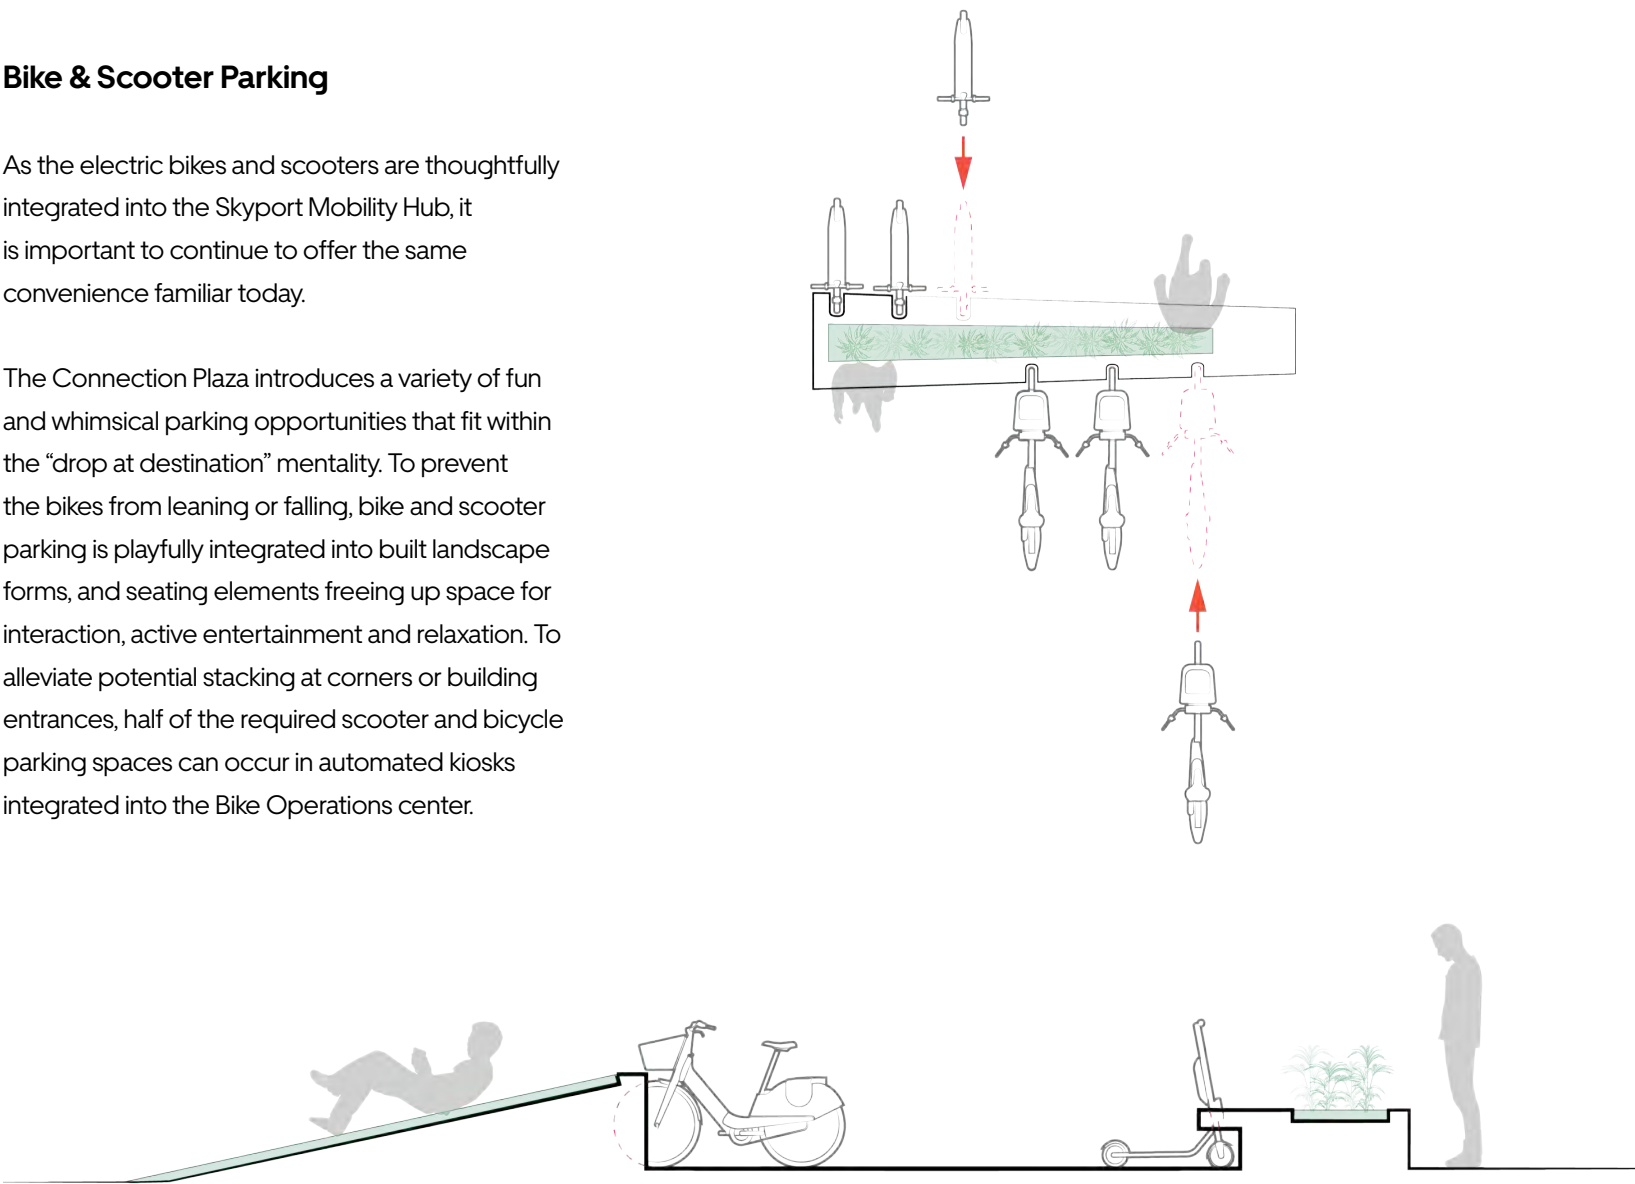 Bike & Scooter Parking
As the electric bikes and scooters are thoughtfully
integrated into the Skyport Mobility Hub, it
is important to continue to offer the same
convenience familiar today.
The Connection Plaza introduces a variety of fun
and whimsical parking opportunities that fit within
the “drop at destination” mentality. To prevent
the bikes from leaning or falling, bike and scooter
parking is playfully integrated into built landscape
forms, and seating elements freeing up space for
interaction, active entertainment and relaxation. To
alleviate potential stacking at corners or building
entrances, half of the required scooter and bicycle
parking spaces can occur in automated kiosks
integrated into the Bike Operations center.